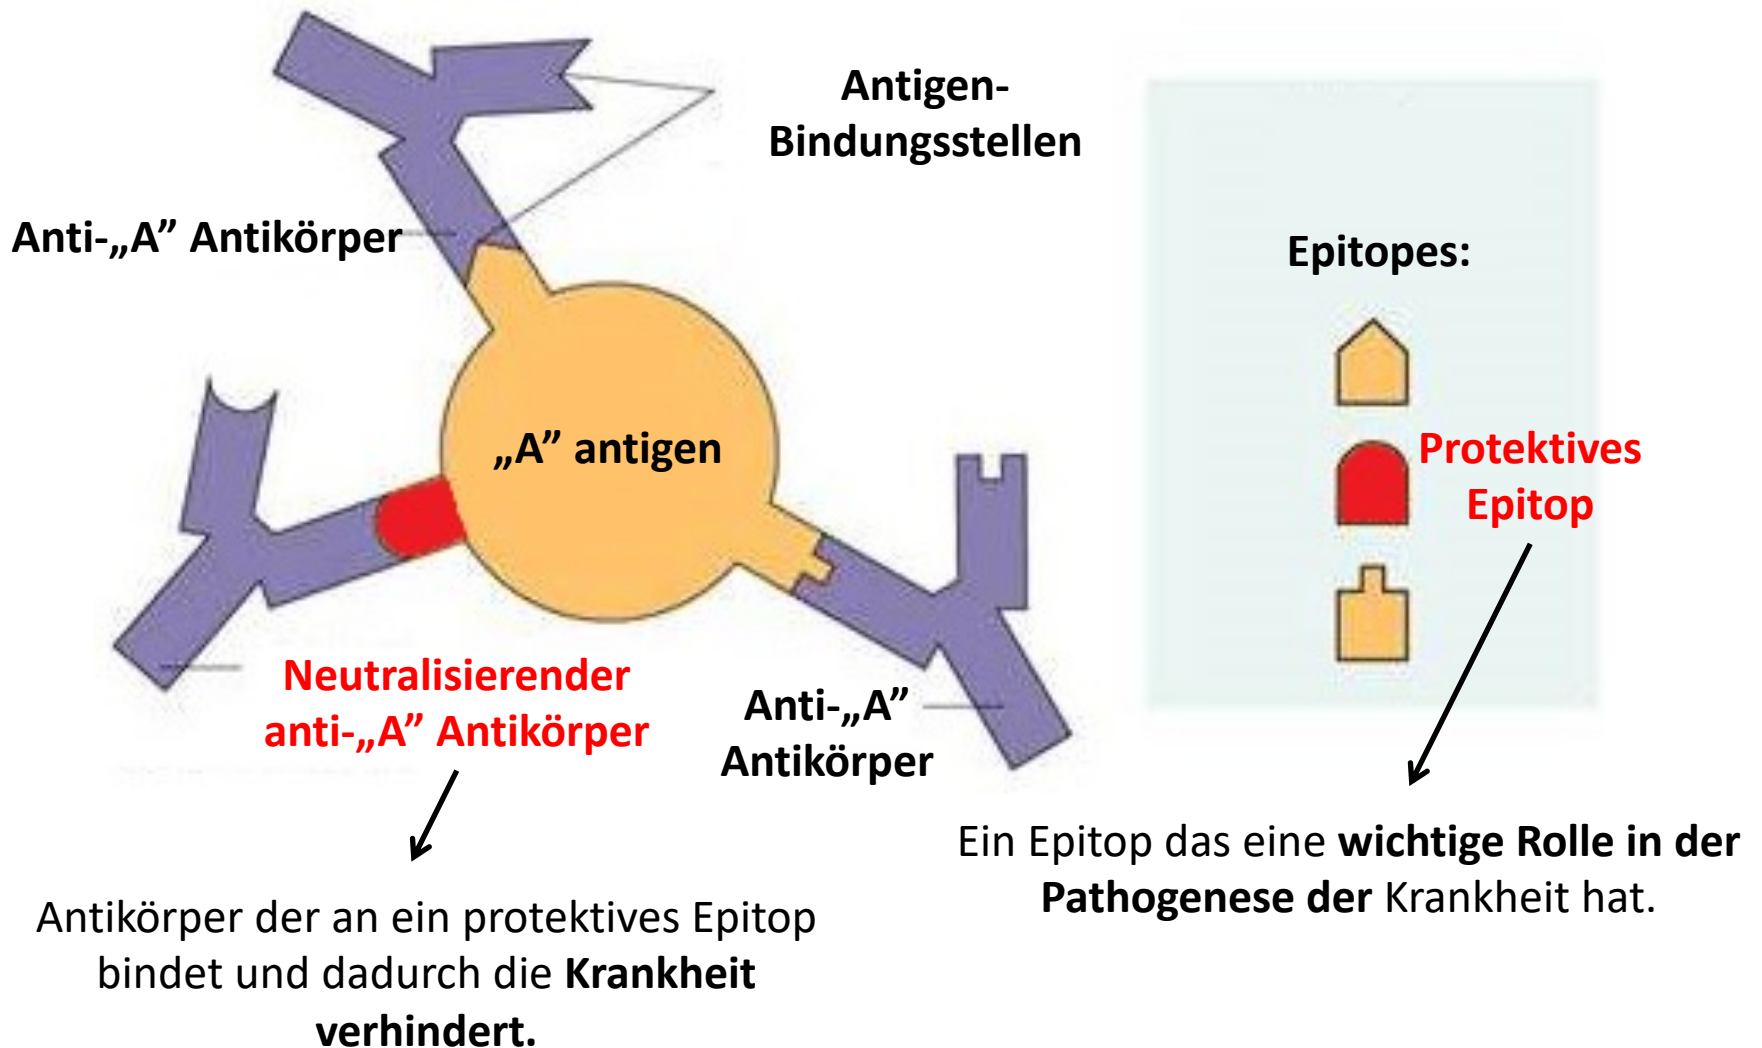 Antigen-
Bindungsstellen
Anti-„A” Antikörper
Epitopes:
„A” antigen
Protektives
Epitop
Neutralisierender
anti-„A” Antikörper
Anti-„A”
Antikörper
Ein Epitop das eine wichtige Rolle in der
Pathogenese der Krankheit hat.
Antikörper der an ein protektives Epitop
bindet und dadurch die Krankheit
verhindert.